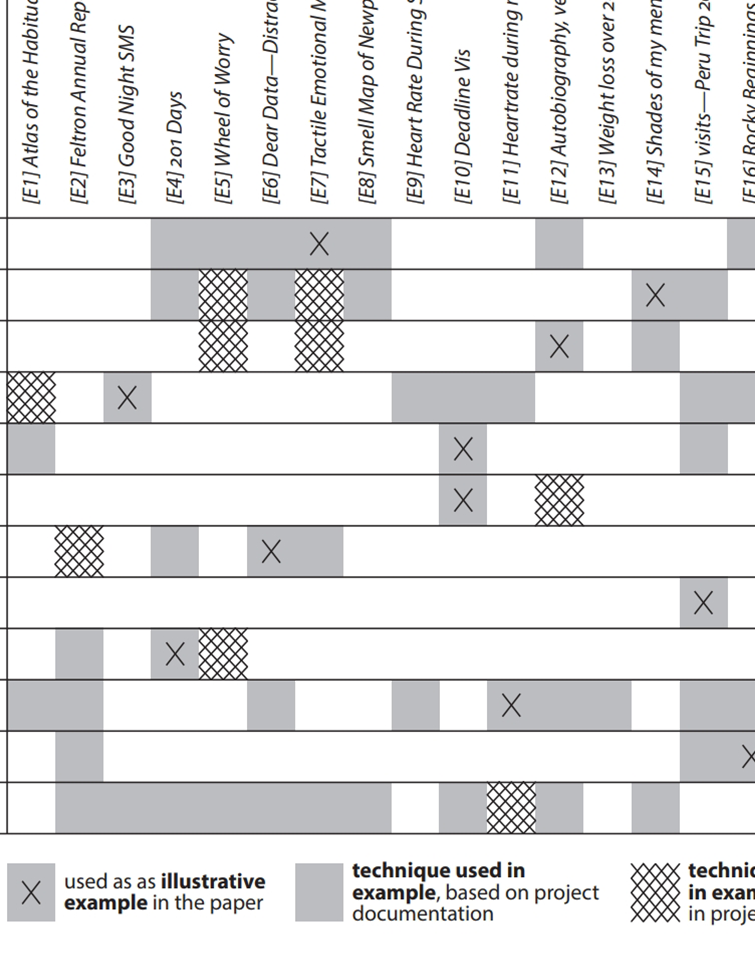 [E1] Atlas of the Habitu
[E2] Feltron Annual Rep
[E3] Good Night SMS
[E4] 201 Days
[E5] Wheel of Worry
[E6] Dear Data—Distra
[E7] Tactile Emotional M
[E8] Smell Map of Newp
[E9] Heart Rate During S
[E10] Deadline Vis
[E11] Heartrate during r
[E12] Autobiography, ve
[E13] Weight loss over 2
[E14] Shades of my men
[E15] visits—Peru Trip 2
[E16] Rocky Beginnings
used as as illustrative
example in the paper
technique used in
example, based on project
documentation
techni
in exam
in proje